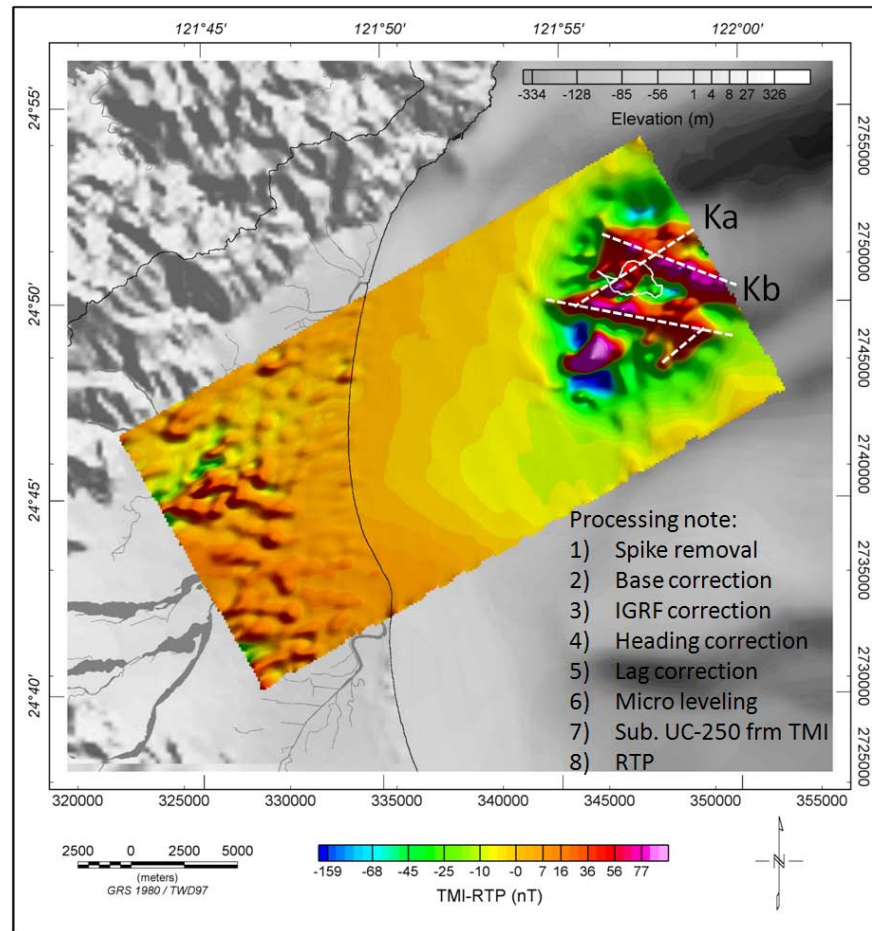 121°45' 121°50' 121°55' 122°00'
-334 -128 -85 -56 1 4 8 27 326
Elevation (m)
24°55'
24°50'
24°45'
24°40'
2755000
2750000
2745000
2740000
2735000
2730000
2725000
Ka
Kb
Processing note:
1) Spike removal
2) Base correction
3) IGRF correction
4) Heading correction
5) Lag correction
6) Micro leveling
7) Sub. UC-250 frm TMI
8) RTP
320000 325000 330000 335000 340000 345000 350000 355000
2500 0 2500 5000
(meters)
GRS 1980 / TWD97
-159 -68 -45 -25 -10 -0 7 16 36 56 77
TMI-RTP (nT)
N